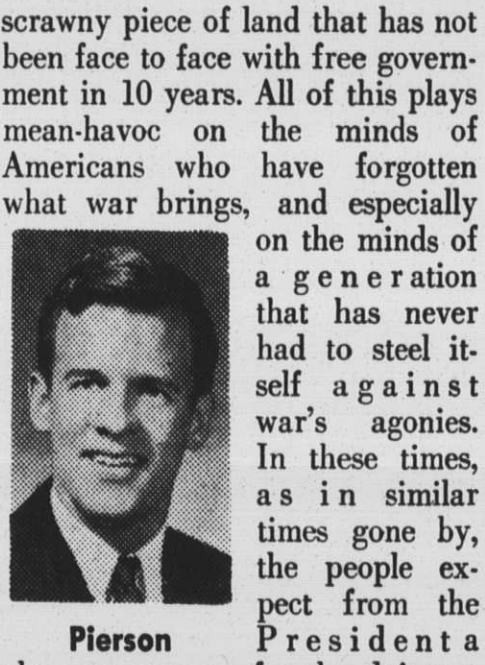 scrawny piece of land that has not
been face to face with free govern-
ment in 10 years. All of this plays
mean-havoc on the minds of
Americans who have forgotten
what war brings, and especially
on the minds of
a generation
that has never
had to steel it-
self against
war's agonies.
In these times,
as in similar
times gone by,
the people ex-
pect from the
President a
Pierson